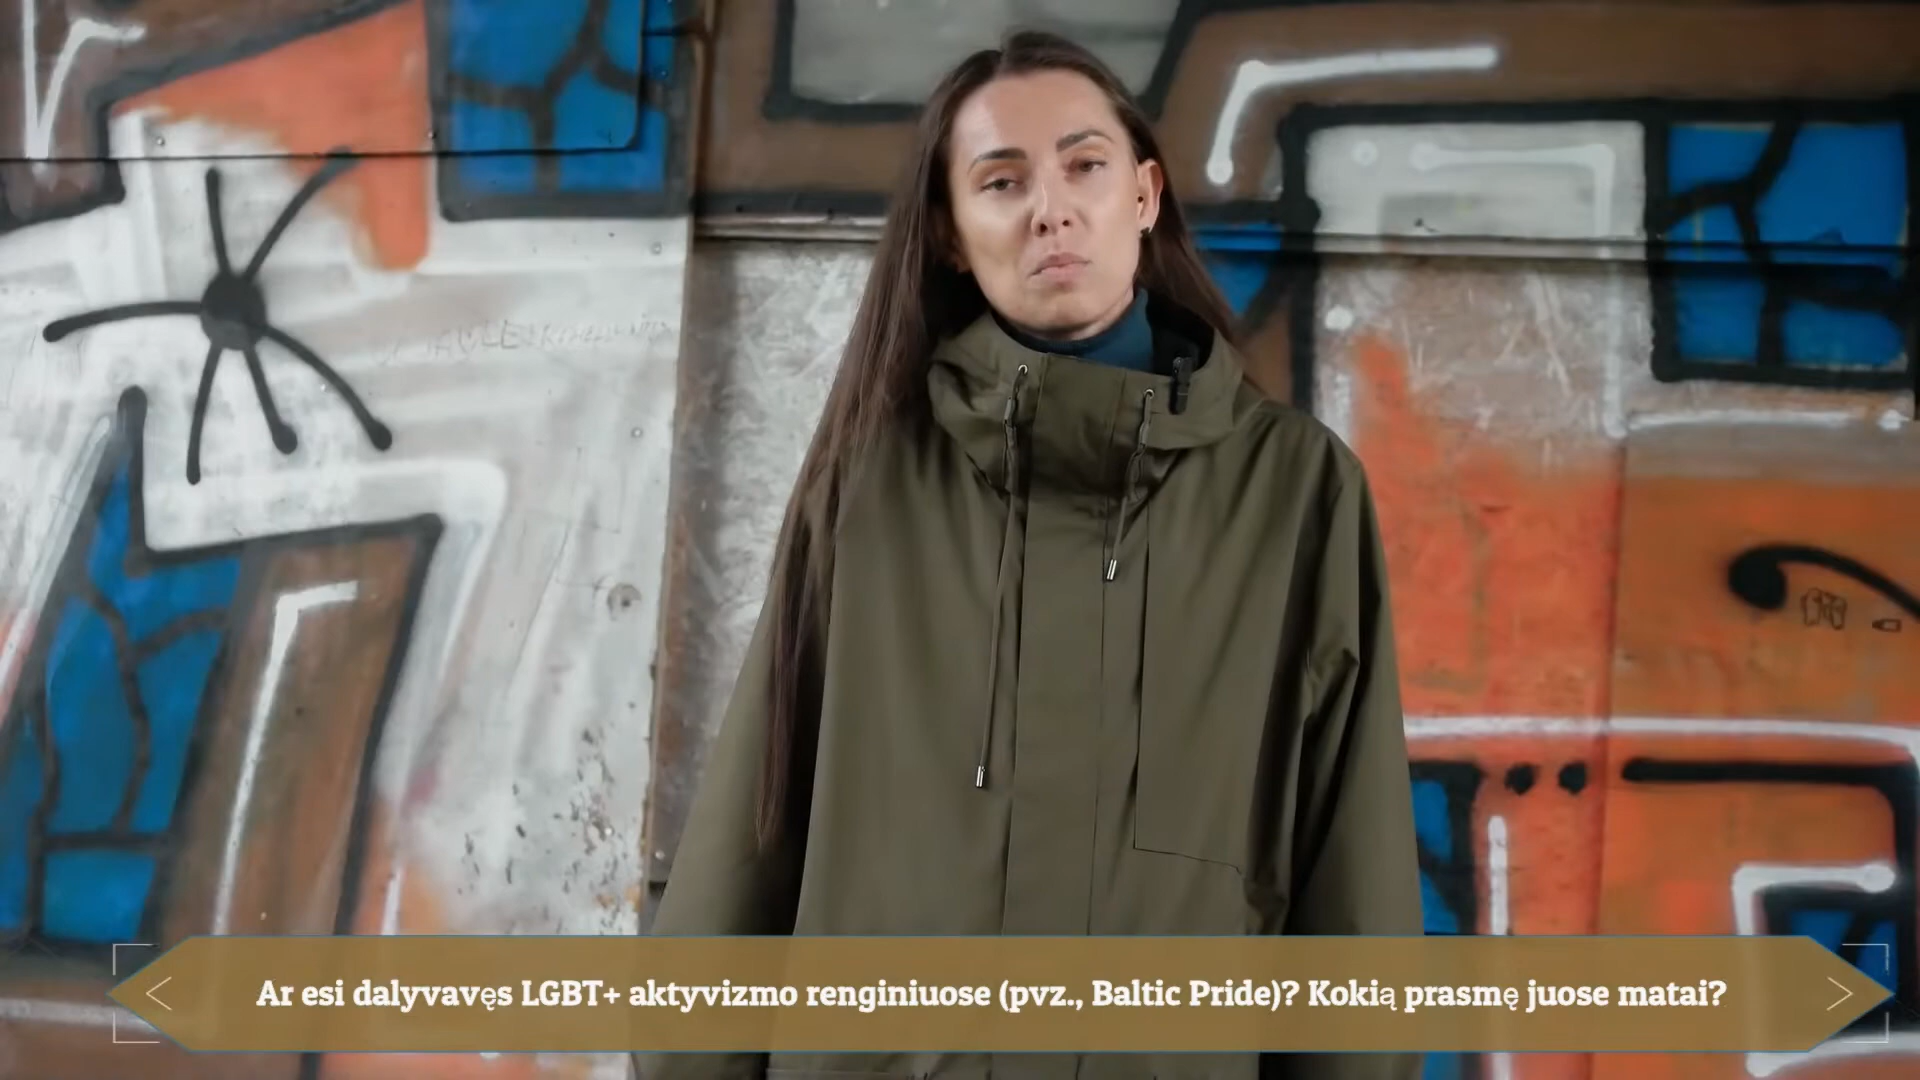 Ar esi dalyvavęs LGBT+ aktyvizmo renginiuose (pvz., Baltic Pride)? Kokią prasmę juose matai?